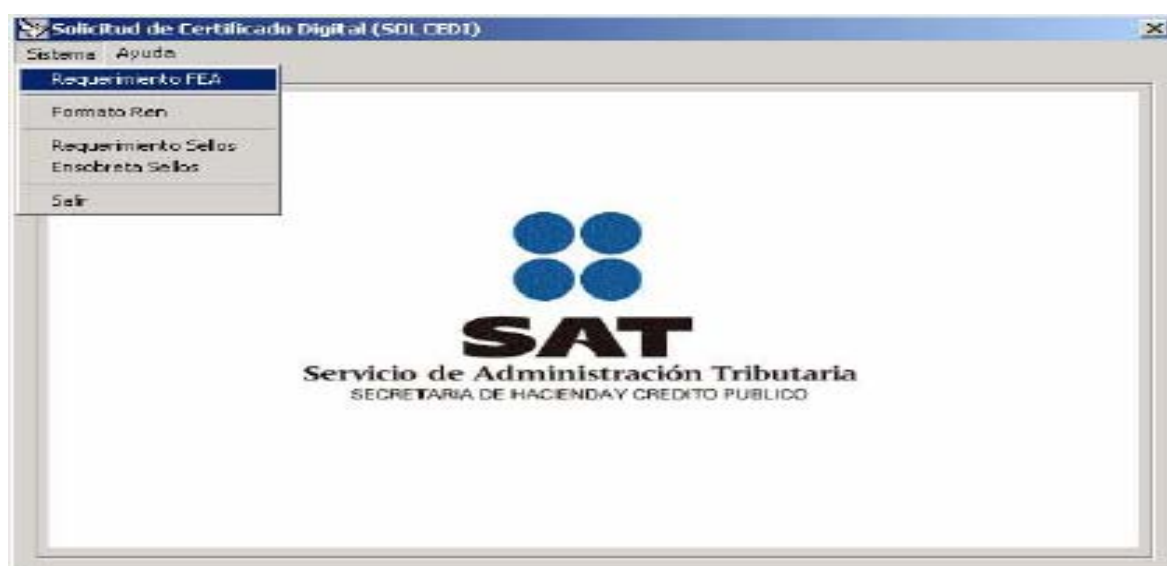 Solicitud de Certificado Digital (SOLCEDI)
Sistema Ayuda
Requerimiento FEA
Formato Ren
Requerimiento Sellos
Ensobreta Sellos
Salir
SAT
Servicio de Administración Tributaria
SECRETARIA DE HACIENDA Y CREDITO PUBLICO